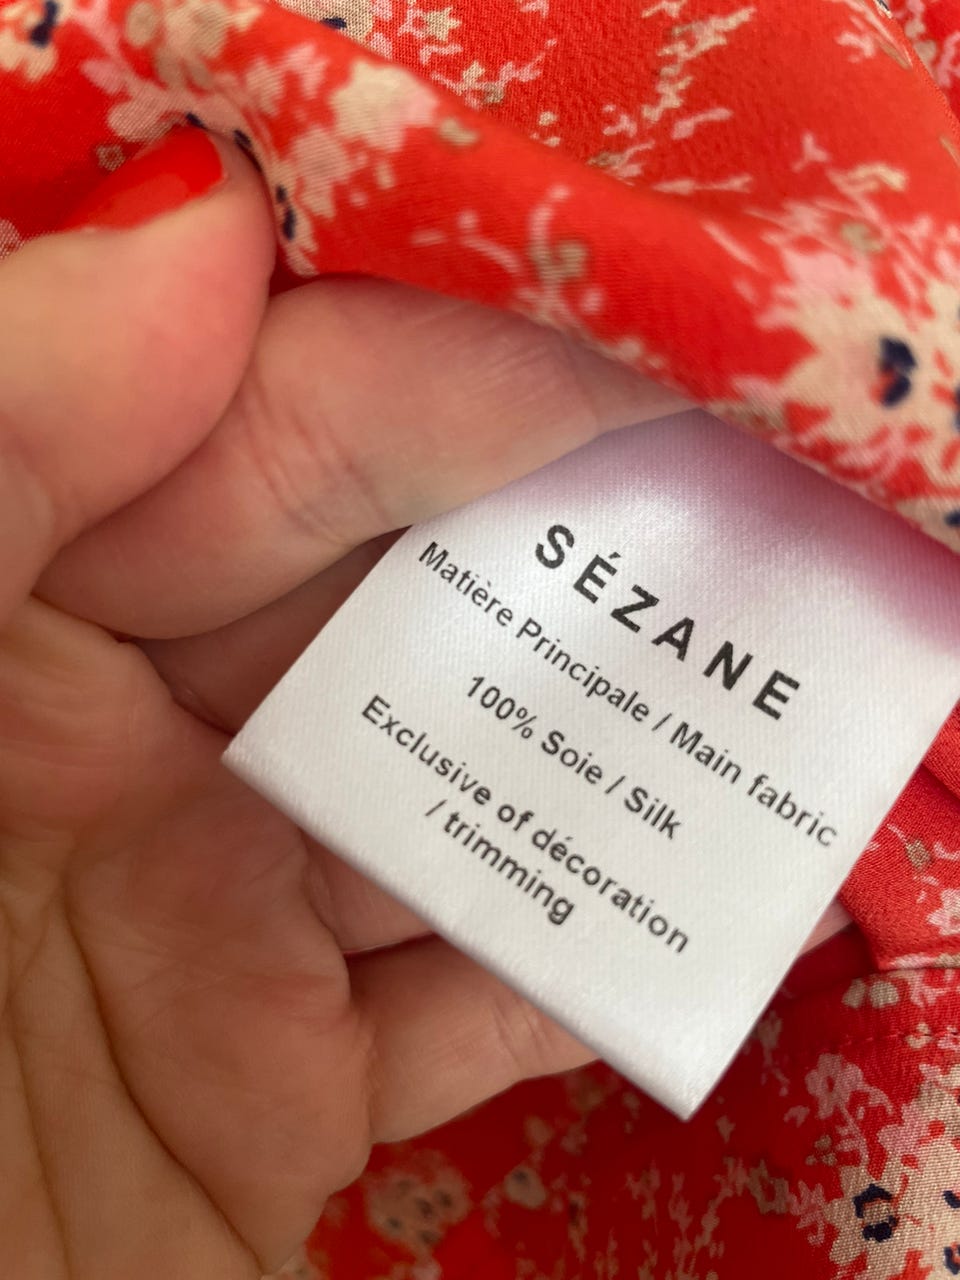 SÉZANE
Matière Principale / Main fabric
100% Soie / Silk
Exclusive of décoration
/ trimming